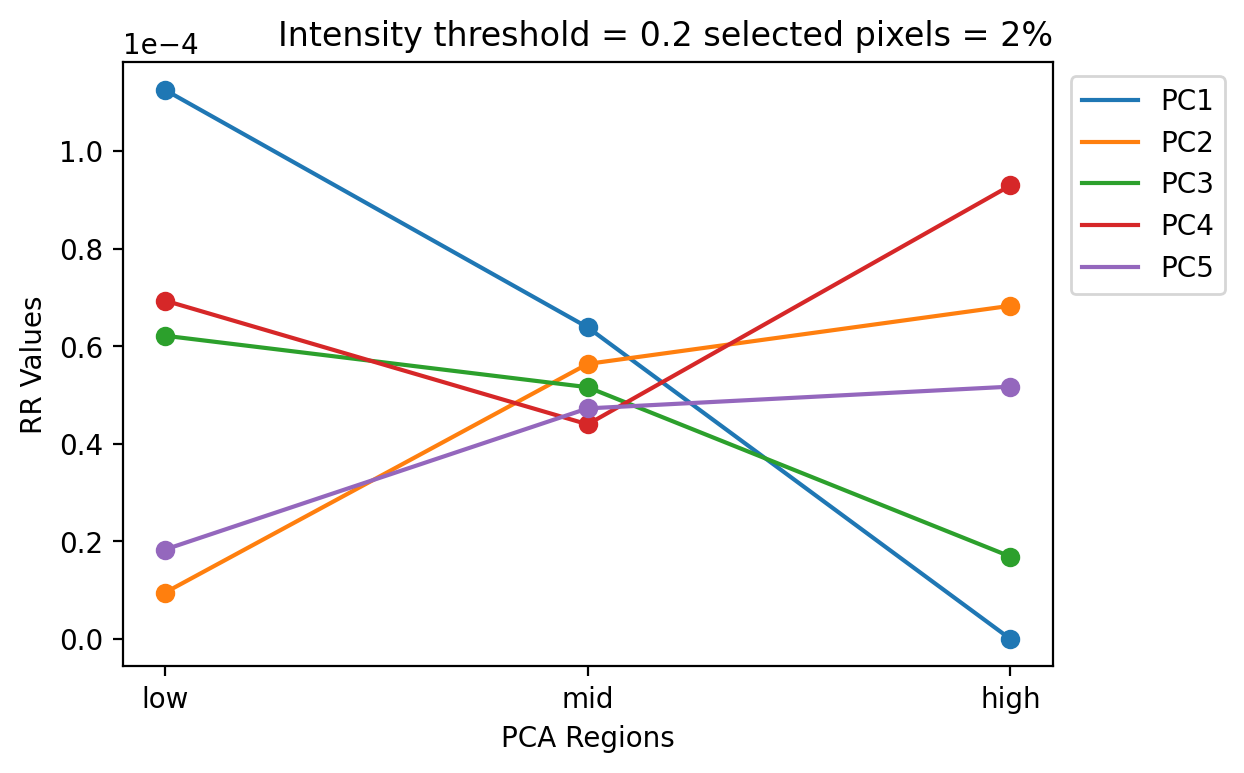 Intensity threshold = 0.2 selected pixels = 2%
1e−4
1.0
0.8
0.6
0.4
0.2
0.0
RR Values
low
mid
high
PCA Regions
PC1
PC2
PC3
PC4
PC5